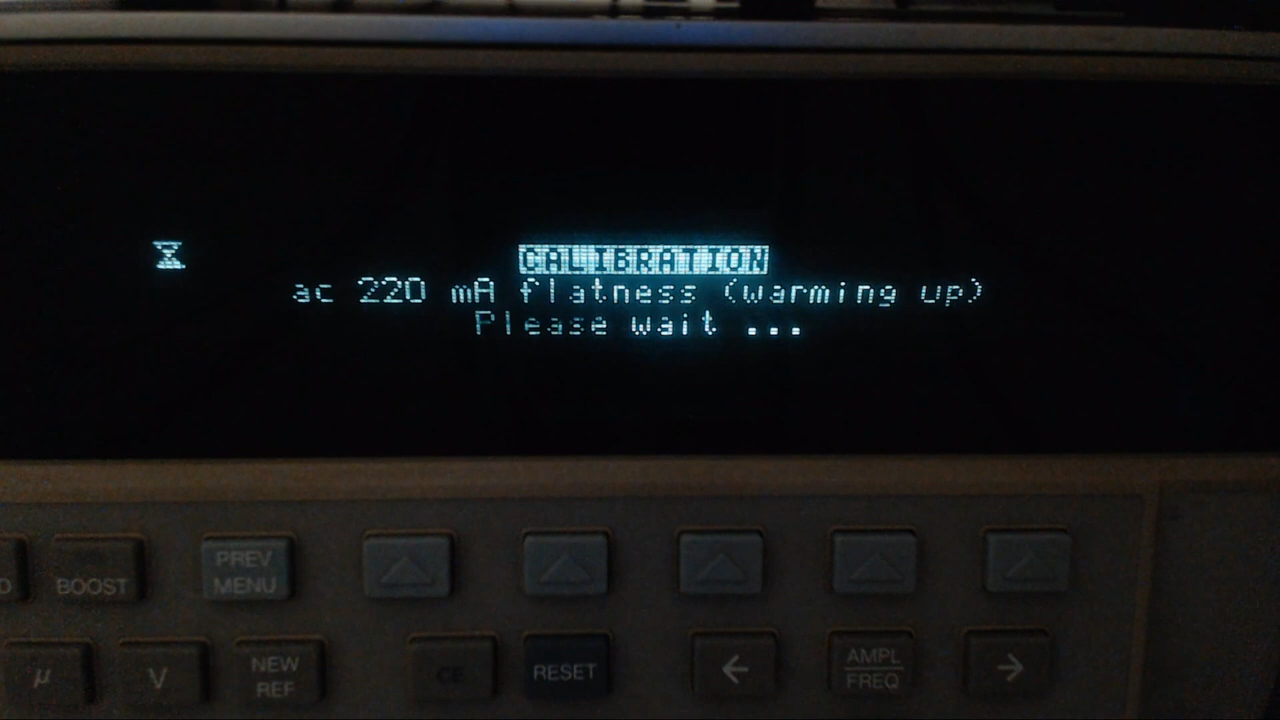 CALIBRATION
ac 220 mA flatness (warming up)
Please wait ...
PREV
MENU
D
BOOST
µ
V
NEW
REF
CE
RESET
←
AMPL
FREQ
→